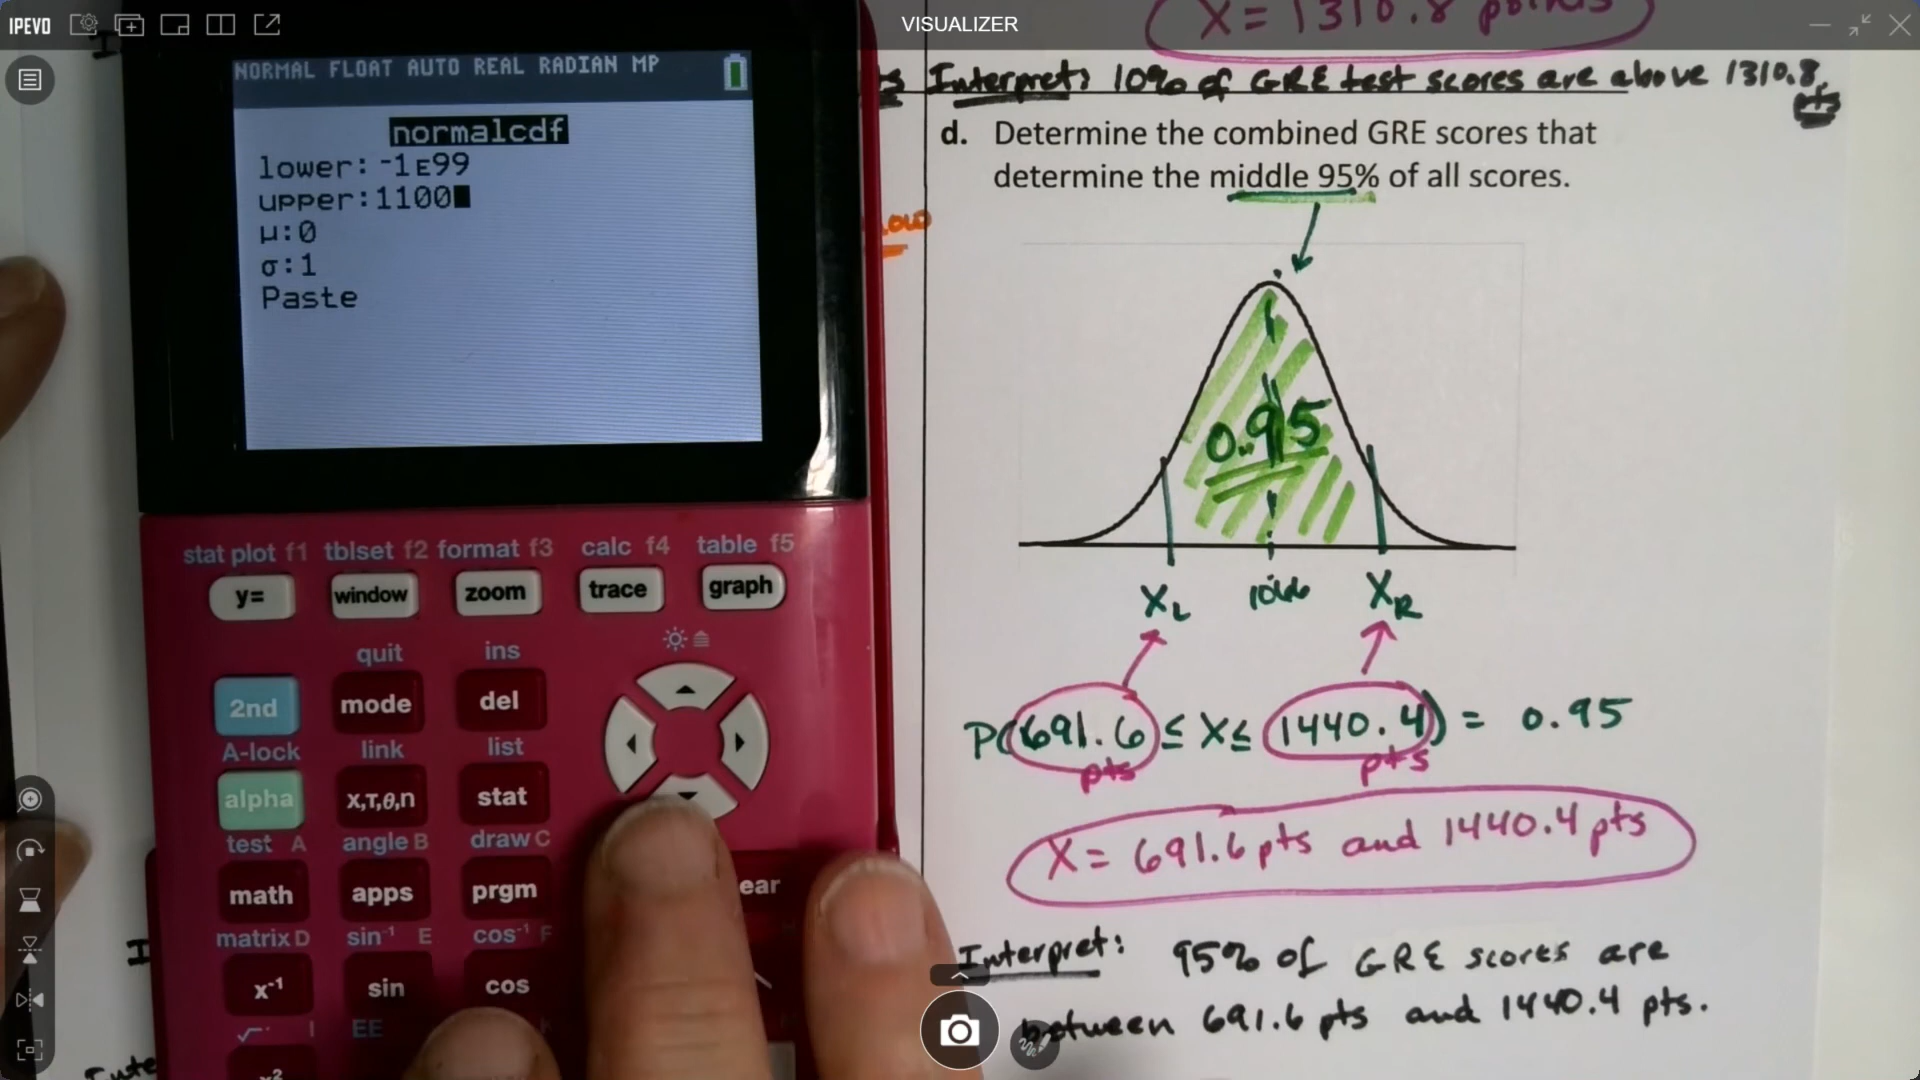 IPEVO
VISUALIZER
NORMAL FLOAT AUTO REAL RADIAN MP
normalcdf
lower: -1E99
upper:1100
μ:0
σ:1
Paste
stat plot f1 tblset f2 format f3 calc f4 table f5
y= window zoom trace graph
quit ins
2nd mode del
A-lock link list
alpha X,T,θ,n stat
test A angle B draw C
math apps prgm
matrix D sin-1 E cos-1 F
x-1 sin cos
√ I EE
x2
X = 1310.8 points
Interpret: 10% of GRE test scores are above 1310.8
pts
d. Determine the combined GRE scores that
determine the middle 95% of all scores.
0.95
XL 1066 XR
P(691.6 ≤ X ≤ 1440.4) = 0.95
pts pts
X = 691.6 pts and 1440.4 pts
Interpret: 95% of GRE scores are
between 691.6 pts and 1440.4 pts.